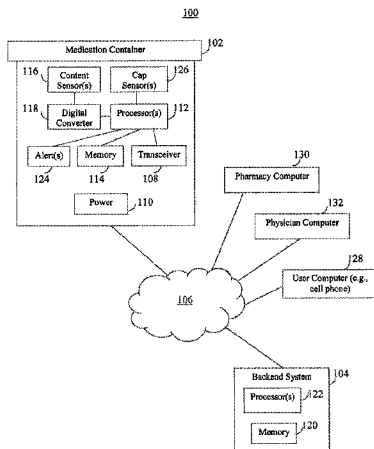 100
Medication Container
102
116
Content
Sensor(s)
Cap
Sensor(s)
126
118
Digital
Converter
Processor(s)
112
Alert(s)
Memory
Transceiver
124
114
108
Power
110
130
Pharmacy Computer
132
Physician Computer
128
User Computer (e.g.,
cell phone)
106
Backend System
104
Processor(s)
122
Memory
120